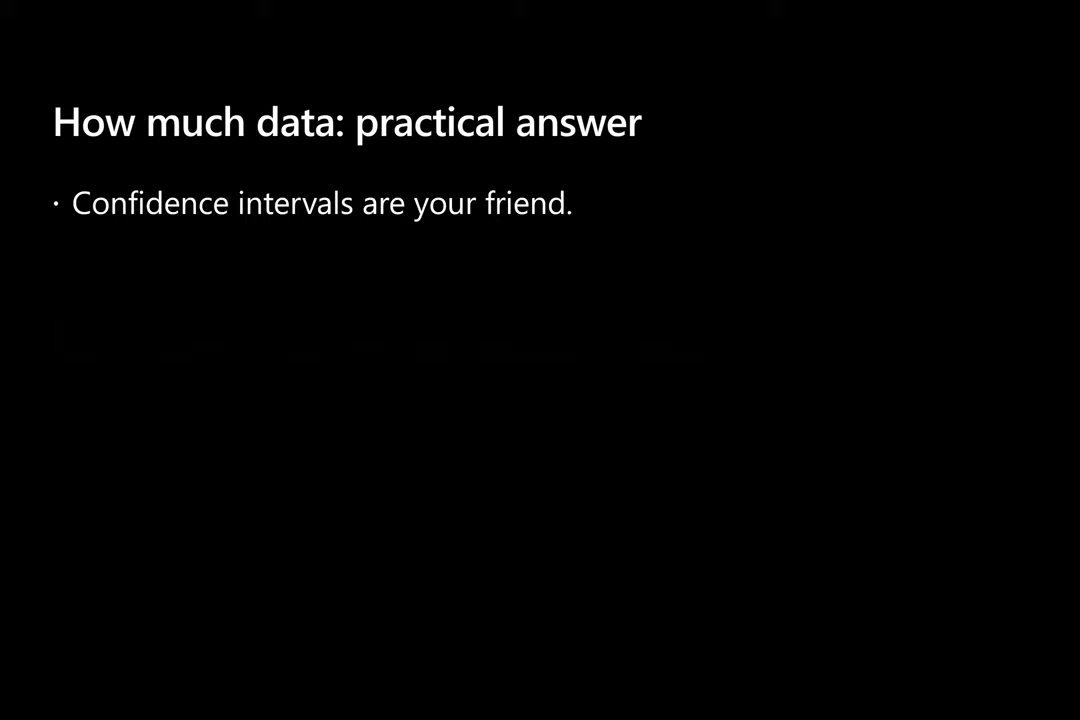 How much data: practical answer
· Confidence intervals are your friend.